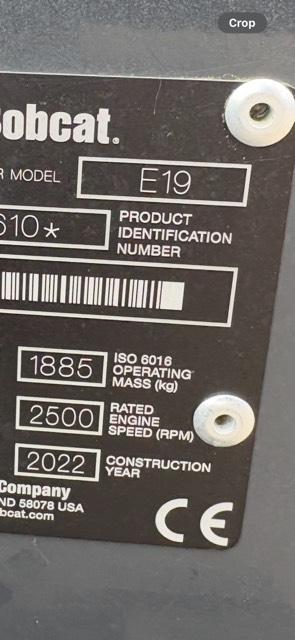 Crop
Bobcat.
R MODEL E19
610* PRODUCT
IDENTIFICATION
NUMBER
1885 ISO 6016
OPERATING
MASS (kg)
2500 RATED
ENGINE
SPEED (RPM)
2022 CONSTRUCTION
YEAR
Company
ND 58078 USA
bcat.com
CE